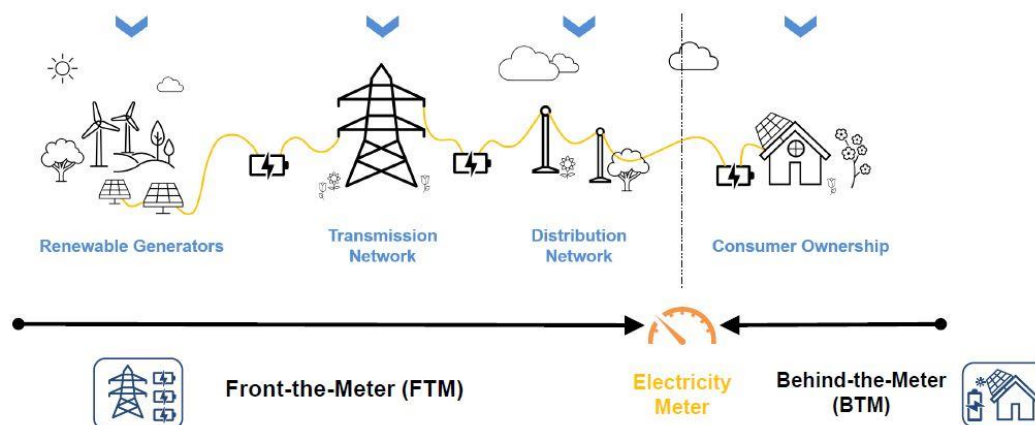 Renewable Generators
Transmission
Network
Distribution
Network
Consumer Ownership
Front-the-Meter (FTM)
Electricity
Meter
Behind-the-Meter
(BTM)